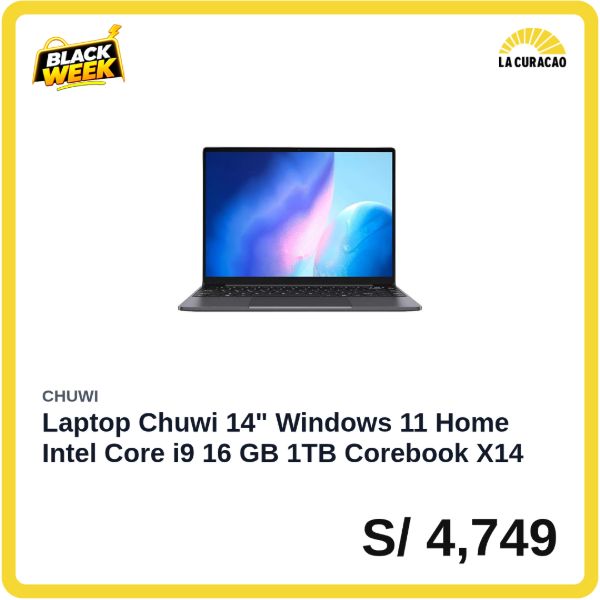 BLACK
WEEK
LA CURACAO
CHUWI
Laptop Chuwi 14" Windows 11 Home
Intel Core i9 16 GB 1TB Corebook X14
S/ 4,749